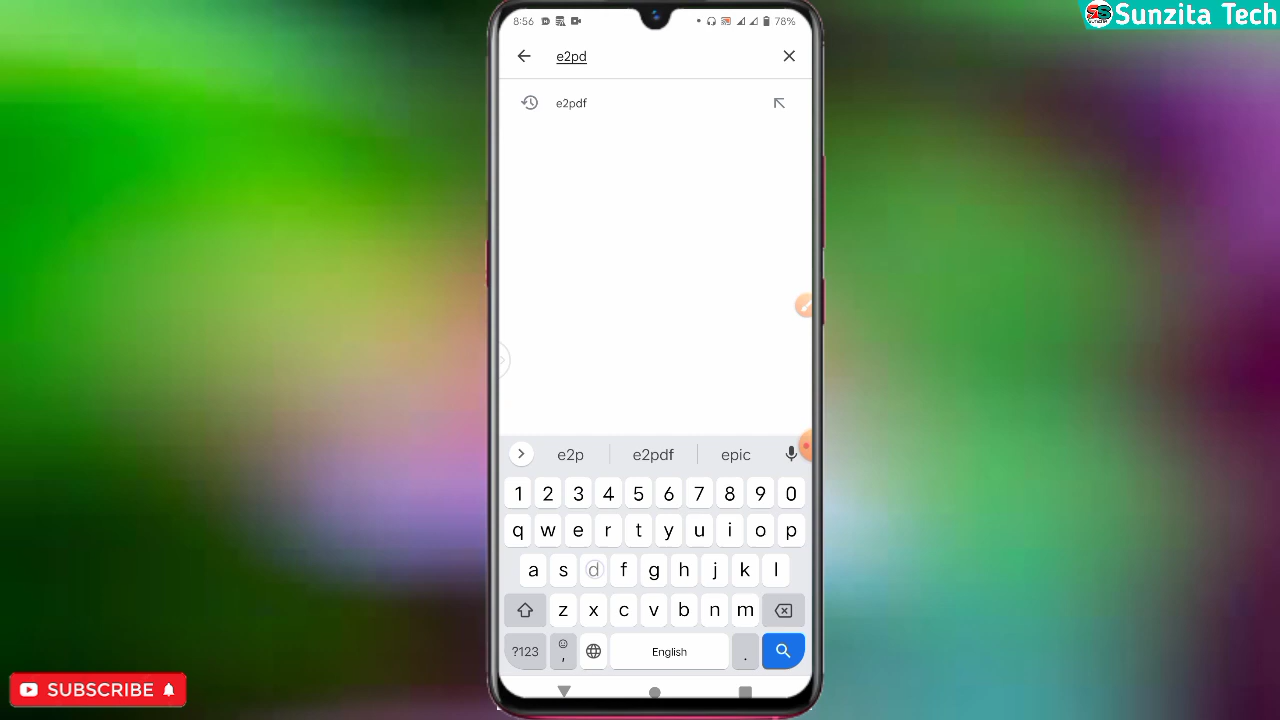 Sunzita Tech
8:56
78%
e2pd
e2pdf
e2p e2pdf epic
1 2 3 4 5 6 7 8 9 0
q w e r t y u i o p
a s d f g h j k l
z x c v b n m
?123 , English .
SUBSCRIBE